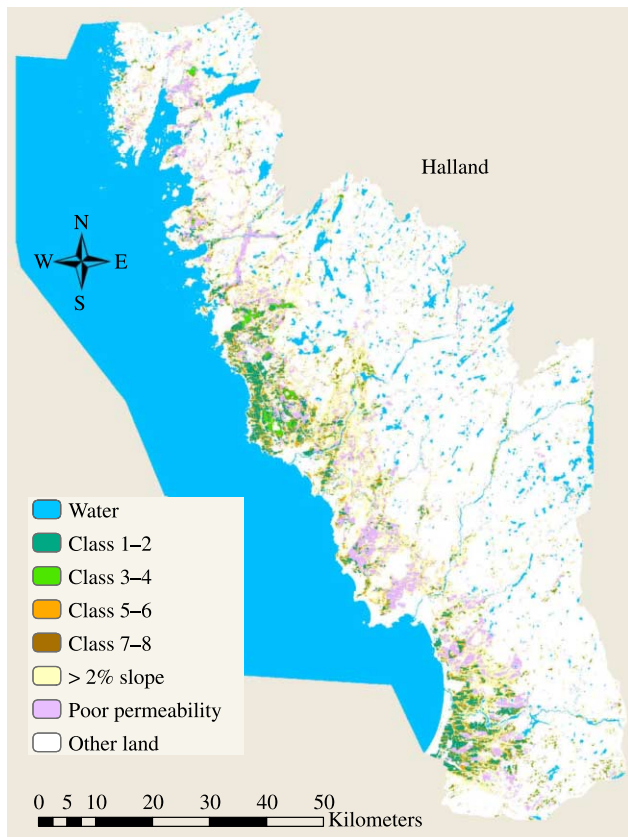 Halland
N
W E
S
Water
Class 1–2
Class 3–4
Class 5–6
Class 7–8
> 2% slope
Poor permeability
Other land
0 5 10 20 30 40 50
Kilometers